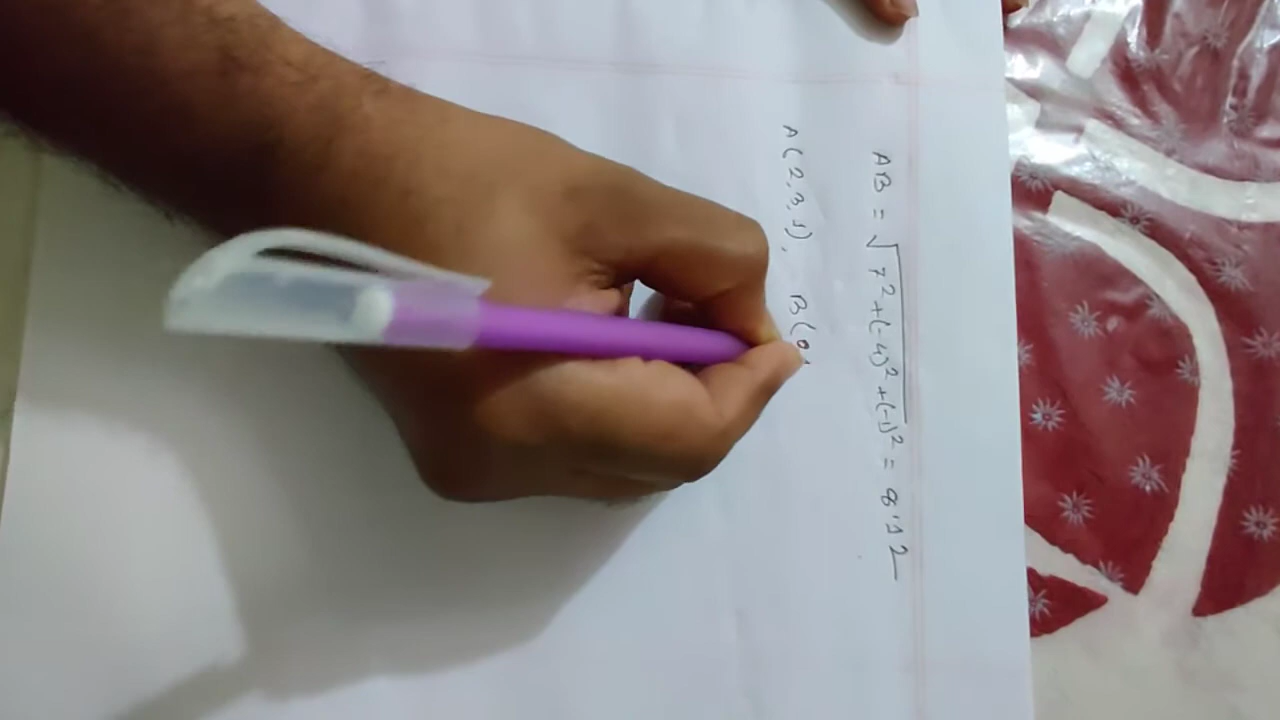 AB = √7²+(-4)²+(-1)² = 8'12
A(2,3,1), B(0,